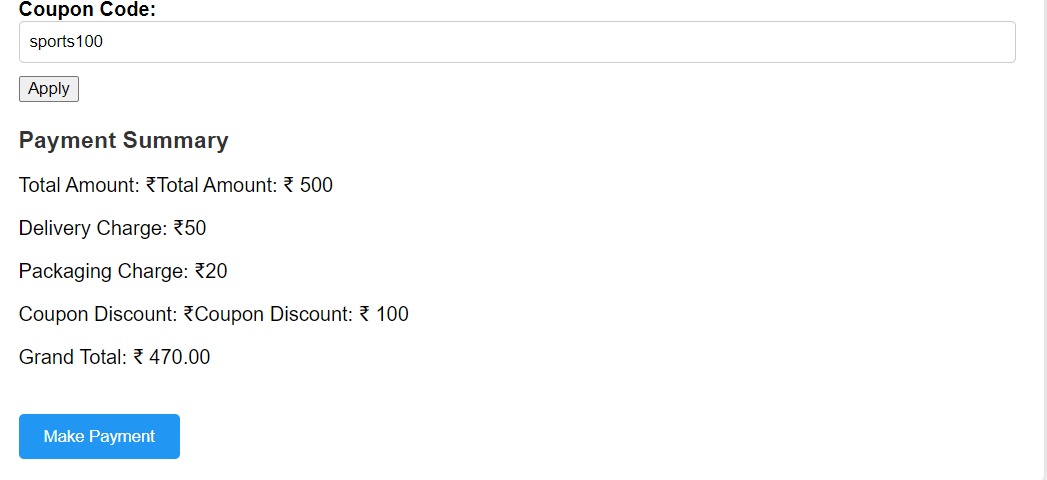 Coupon Code:
sports100
Apply
Payment Summary
Total Amount: ₹Total Amount: ₹ 500
Delivery Charge: ₹50
Packaging Charge: ₹20
Coupon Discount: ₹Coupon Discount: ₹ 100
Grand Total: ₹ 470.00
Make Payment